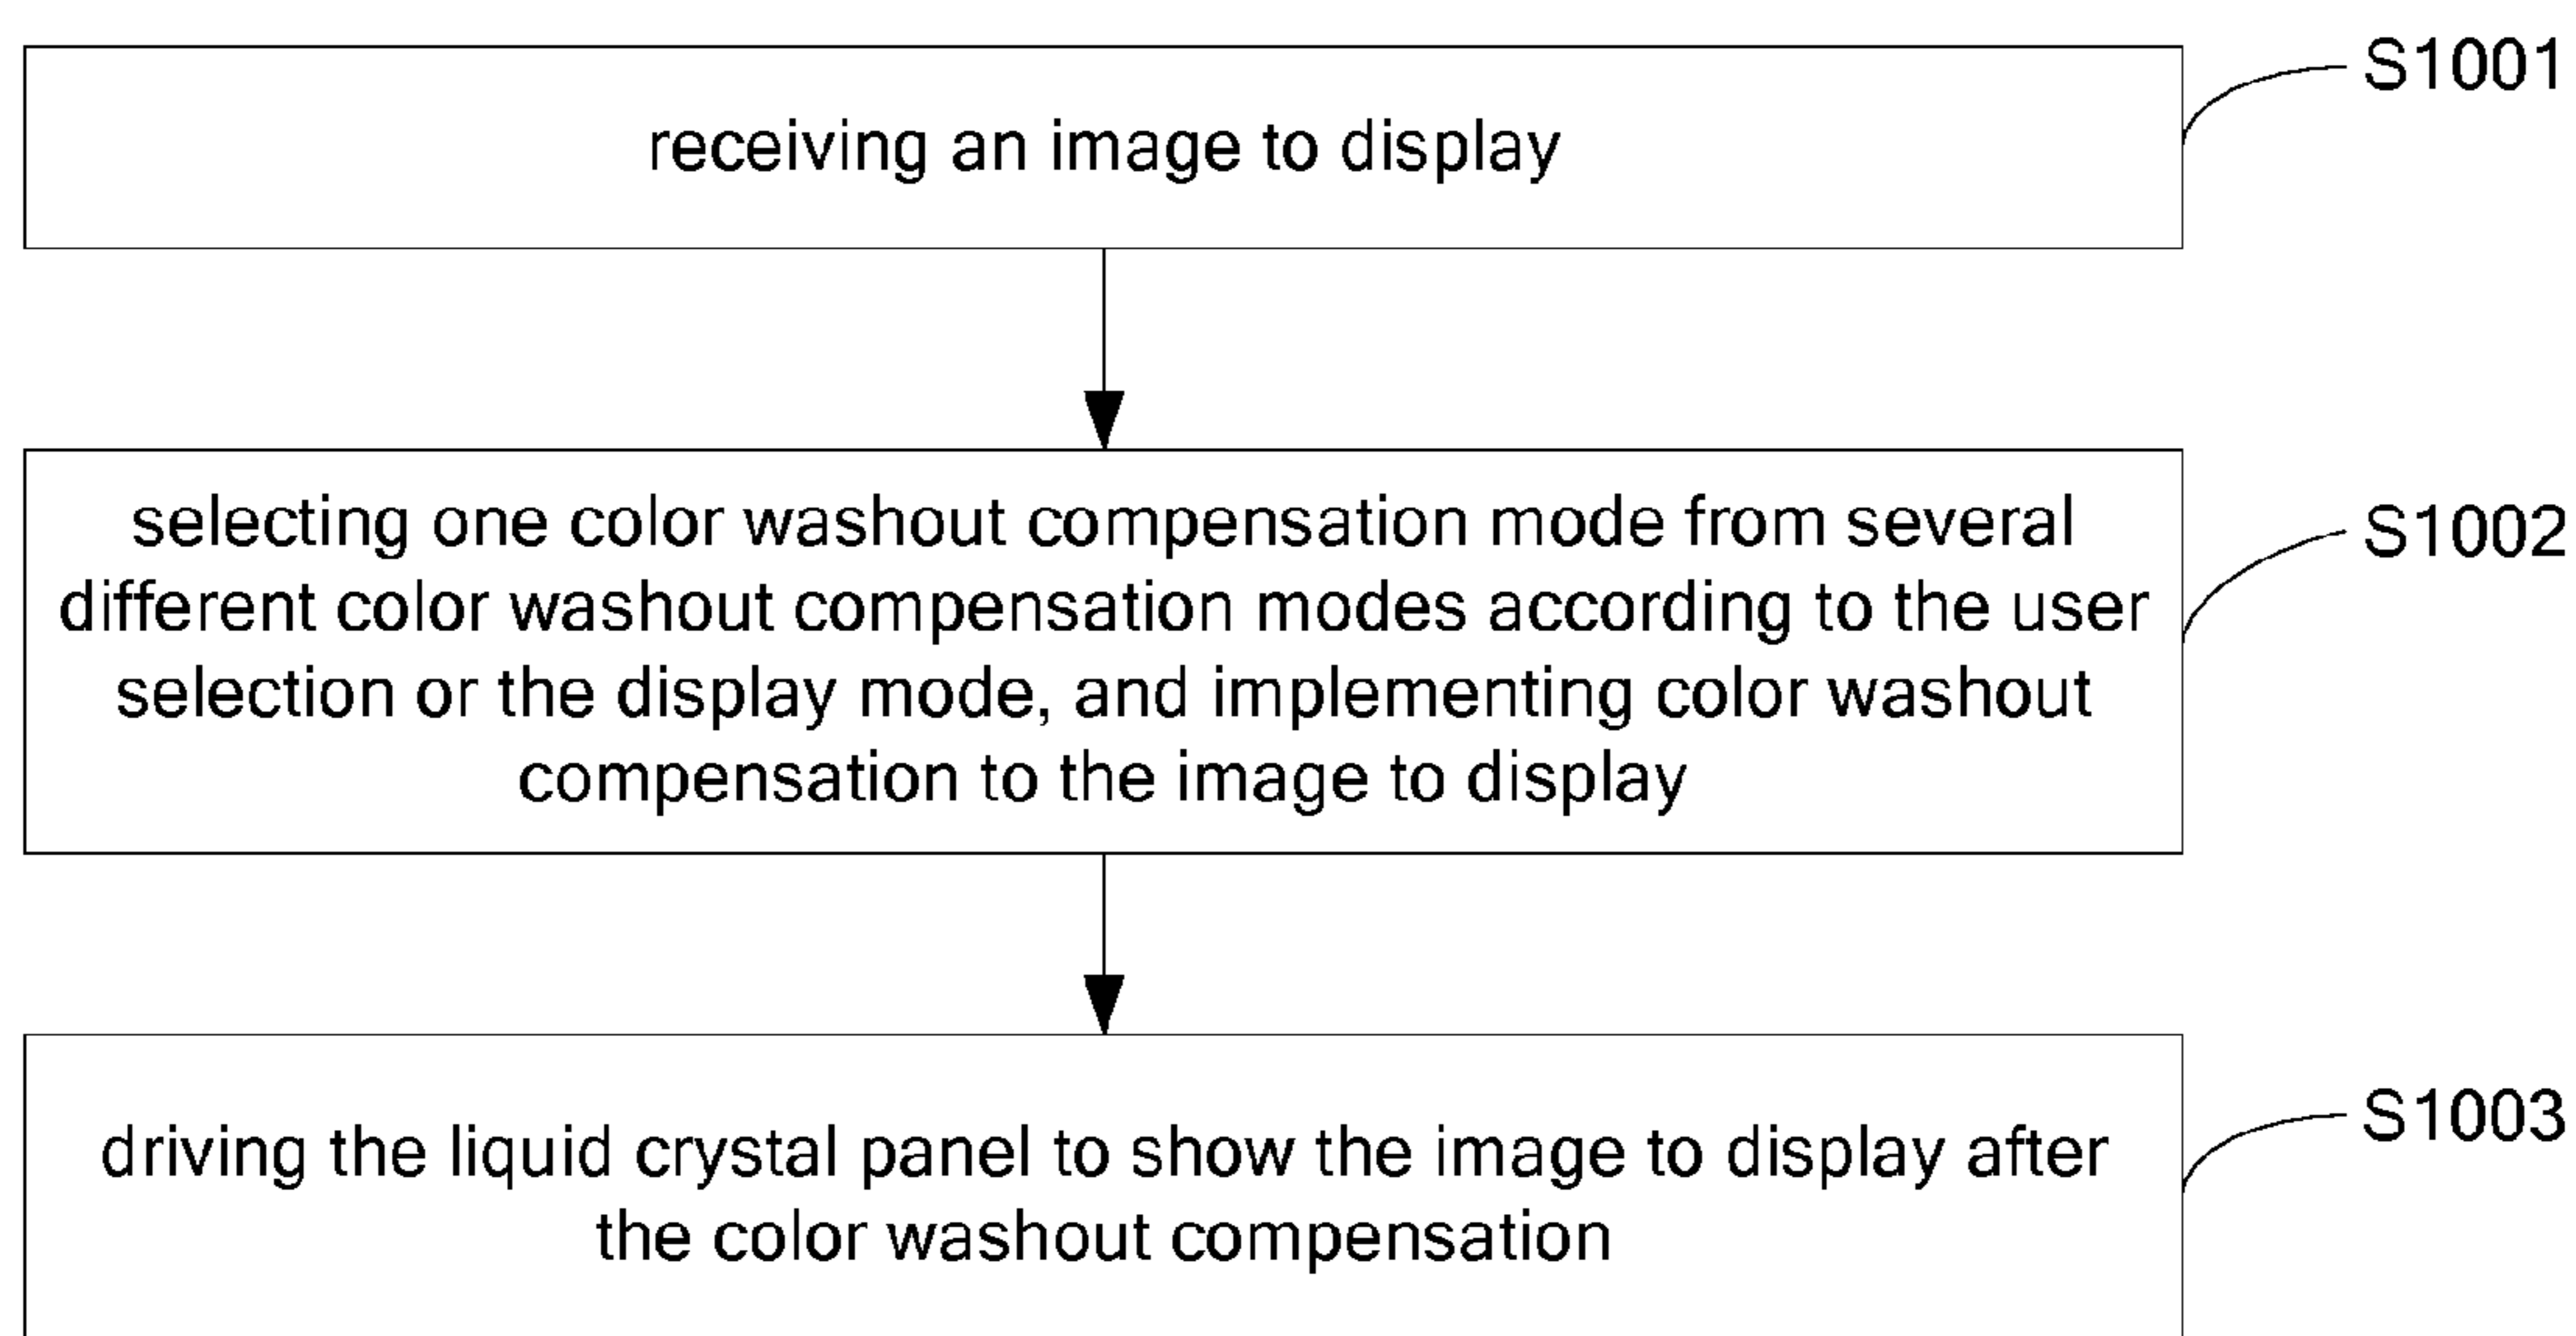 S1001
receiving an image to display
selecting one color washout compensation mode from several
different color washout compensation modes according to the user
selection or the display mode, and implementing color washout
compensation to the image to display
S1002
driving the liquid crystal panel to show the image to display after
the color washout compensation
S1003